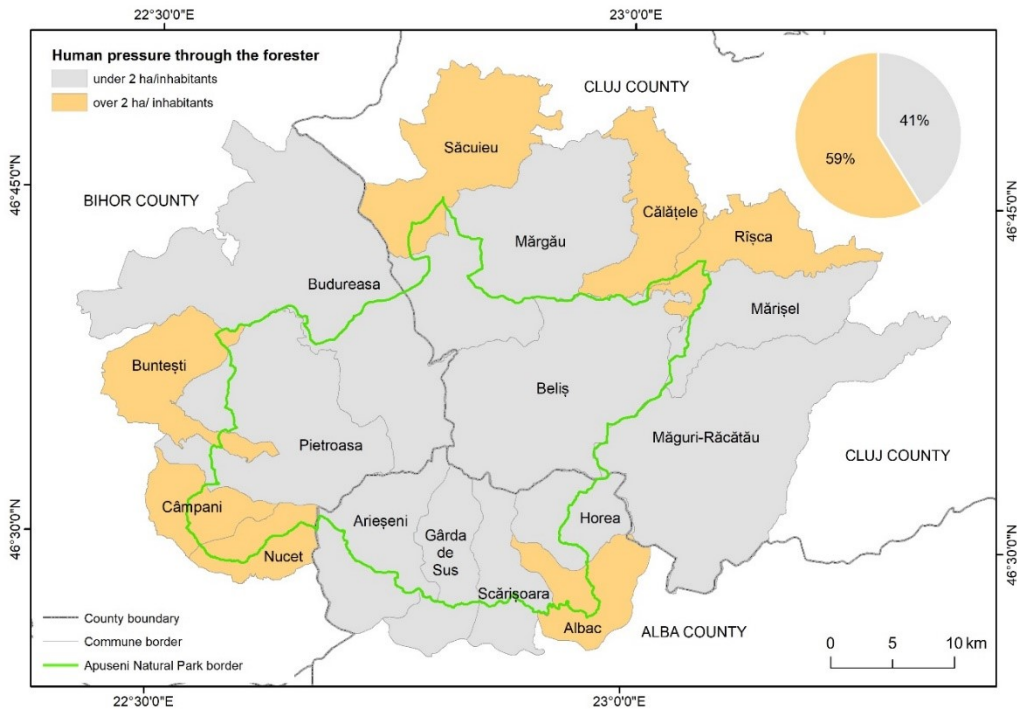 22°30'0"E
23°0'0"E
Human pressure through the forester
under 2 ha/inhabitants
over 2 ha/ inhabitants
CLUJ COUNTY
41%
59%
46°45'0"N
46°45'0"N
BIHOR COUNTY
Săcuieu
Călățele
Rîșca
Mărgău
Budureasa
Mărișel
Buntești
Beliș
Pietroasa
Măguri-Răcătău
CLUJ COUNTY
Câmpani
Arieșeni
Horea
46°30'0"N
46°30'0"N
Gârda
de
Sus
Nucet
Scărișoara
Albac
ALBA COUNTY
County boundary
Commune border
Apuseni Natural Park border
0 5 10 km
22°30'0"E
23°0'0"E